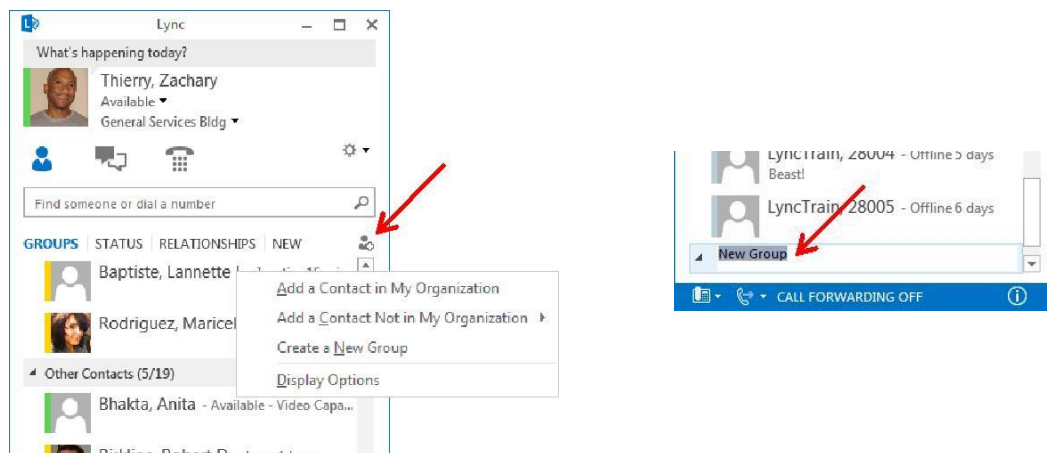 Lync
What's happening today?
Thierry, Zachary
Available
General Services Bldg
Find someone or dial a number
GROUPS STATUS RELATIONSHIPS NEW
Baptiste, Lannette
Rodriguez, Maricel
Add a Contact in My Organization
Add a Contact Not in My Organization
Create a New Group
Display Options
Other Contacts (5/19)
Bhakta, Anita - Available - Video Capa...
LyncTrain, 28004 - Offline 5 days
Beast!
LyncTrain, 28005 - Offline 6 days
New Group
CALL FORWARDING OFF